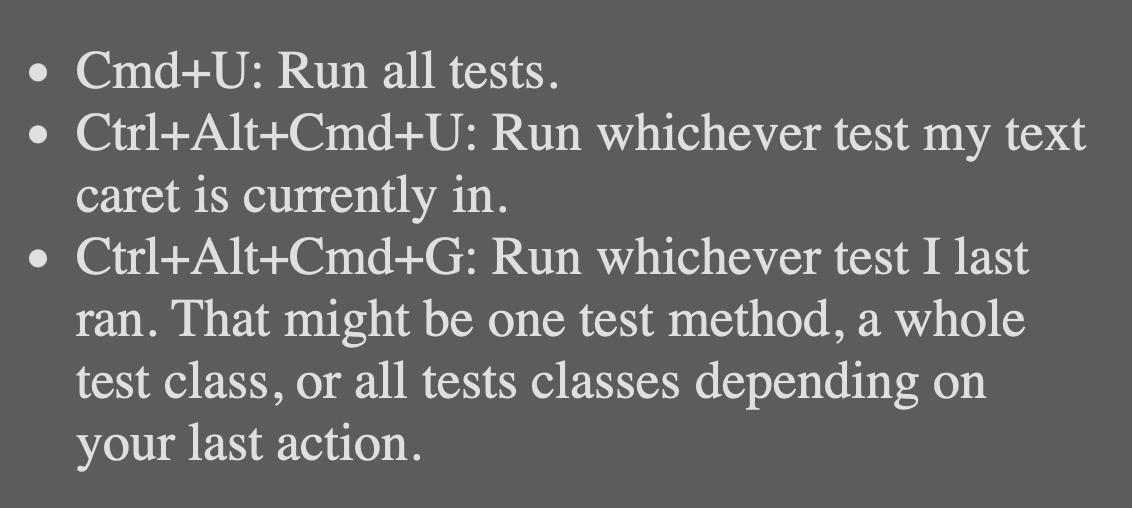 • Cmd+U: Run all tests.
• Ctrl+Alt+Cmd+U: Run whichever test my text
caret is currently in.
• Ctrl+Alt+Cmd+G: Run whichever test I last
ran. That might be one test method, a whole
test class, or all tests classes depending on
your last action.